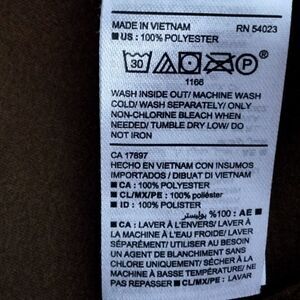 MADE IN VIETNAM RN 54023
■ US : 100% POLYESTER
30
P
1166
WASH INSIDE OUT/ MACHINE WASH
COLD/ WASH SEPARATELY/ ONLY
NON-CHLORINE BLEACH WHEN
NEEDED/ TUMBLE DRY LOW/ DO
NOT IRON
CA 17897
HECHO EN VIETNAM CON INSUMOS
IMPORTADOS / DIBUAT DI VIETNAM
■ CA : 100% POLYESTER
■ CL/MX/PE : 100% poliéster
■ ID : 100% POLYESTER
■ AE : %100 بوليستر
■ CA : LAVER À L'ENVERS / LAVER À
LA MACHINE À L'EAU FROIDE/ LAVER
SÉPARÉMENT/ UTILISER AU BESOIN
UN AGENT DE BLANCHIMENT SANS
CHLORE UNIQUEMENT/ SÉCHER À LA
MACHINE À BASSE TEMPÉRATURE/ NE
PAS REPASSER ■ CL/MX/PE : LAVAR